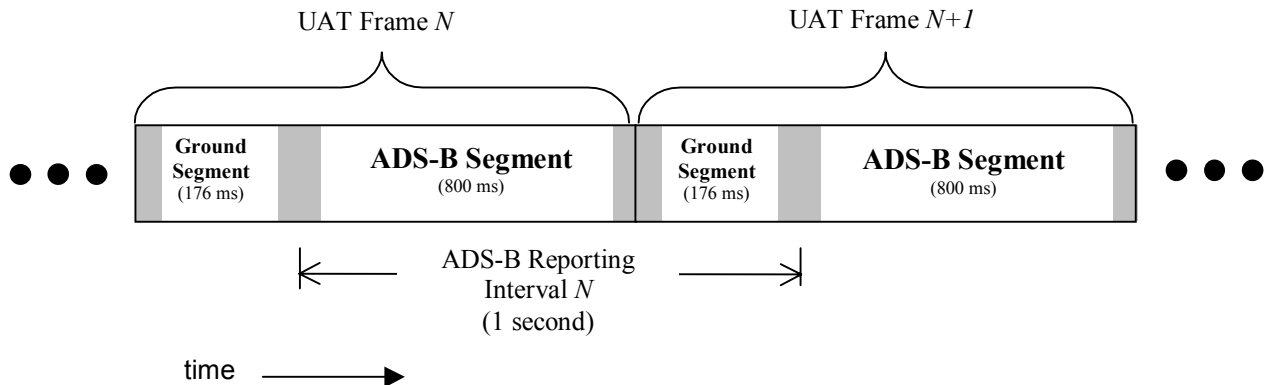 UAT Frame N
UAT Frame N+1
Ground
Segment
(176 ms)
ADS-B Segment
(800 ms)
Ground
Segment
(176 ms)
ADS-B Segment
(800 ms)
ADS-B Reporting
Interval N
(1 second)
time